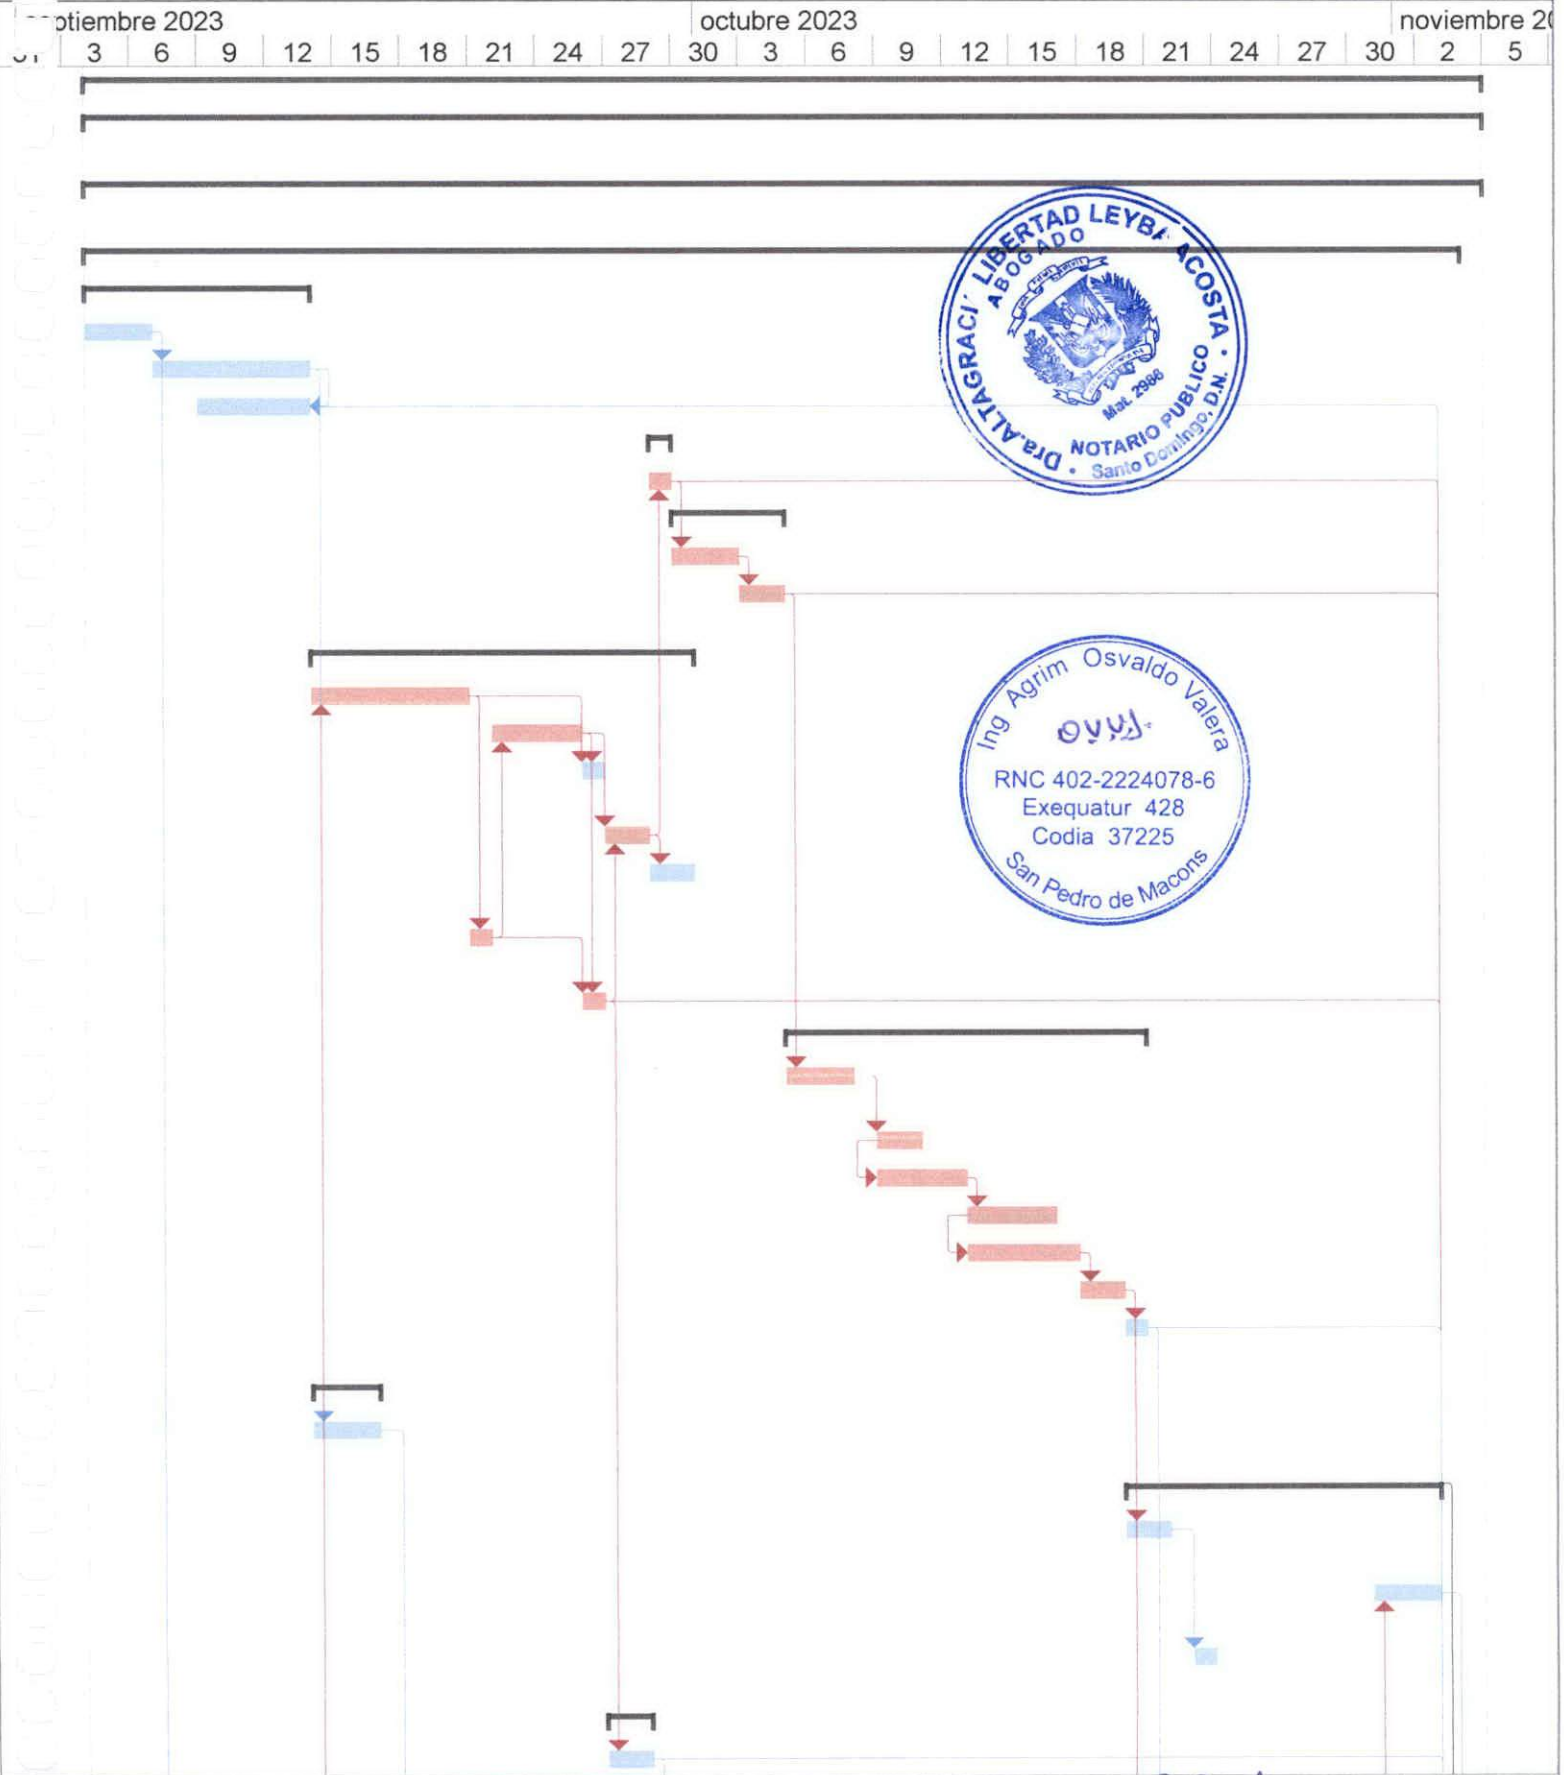 ptiembre 2023 octubre 2023 noviembre 20
3 6 9 12 15 18 21 24 27 30 3 6 9 12 15 18 21 24 27 30 2 5
Dra.ALTAGRACI LIBERTAD LEYBA ACOSTA
ABOGADO
Mat. 2986
NOTARIO PUBLICO
Santo Domingo, D.N.
Ing Agrim Osvaldo Valera
RNC 402-2224078-6
Exequatur 428
Codia 37225
San Pedro de Macons